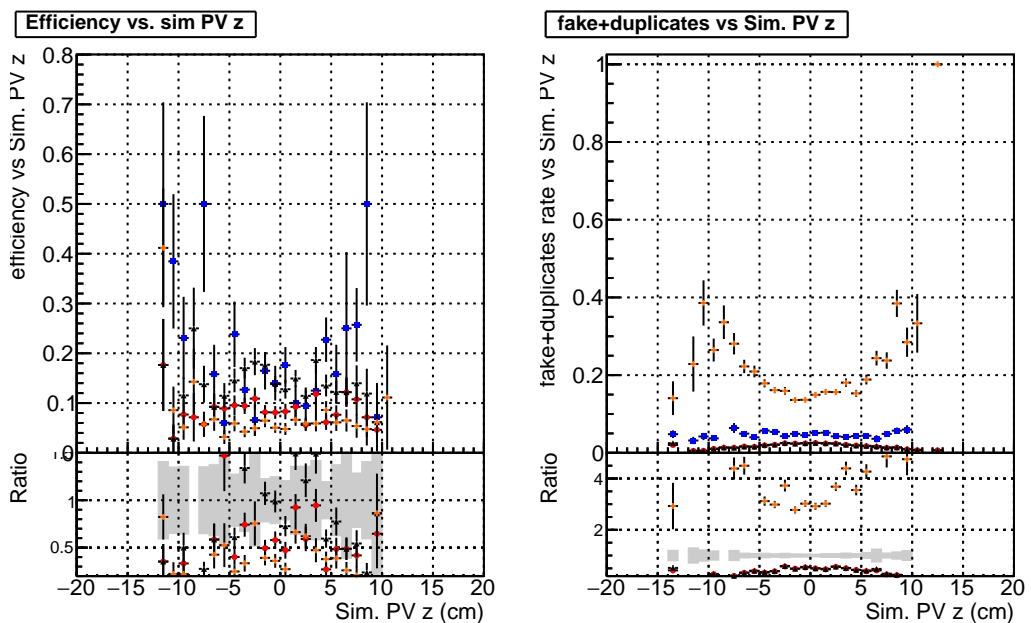 Efficiency vs. sim PV z
efficiency vs Sim. PV z
0.8
0.7
0.6
0.5
0.4
0.3
0.2
0.1
0
Ratio
1
0.5
−20 −15 −10 −5 0 5 10 15 20
Sim. PV z (cm)
fake+duplicates vs Sim. PV z
fake+duplicates rate vs Sim. PV z
1
0.8
0.6
0.4
0.2
0
Ratio
4
2
−20 −15 −10 −5 0 5 10 15 20
Sim. PV z (cm)